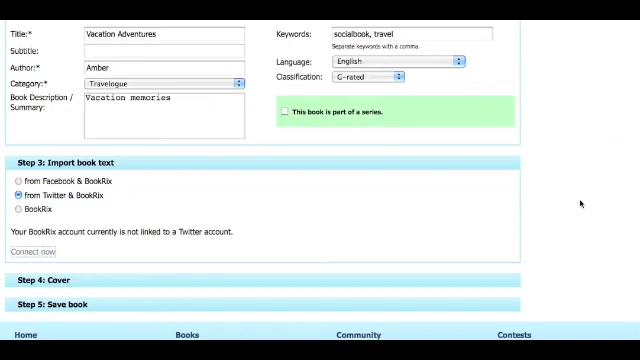 Title:* Vacation Adventures
Subtitle:
Author:* Amber
Category:* Travelogue
Book Description / Summary: Vacation memories
Keywords: socialbook, travel
Separate keywords with a comma.
Language: English
Classification: G-rated
This book is part of a series.
Step 3: Import book text
from Facebook & BookRix
from Twitter & BookRix
BookRix
Your BookRix account currently is not linked to a Twitter account.
Connect now
Step 4: Cover
Step 5: Save book
Home Books Community Contests